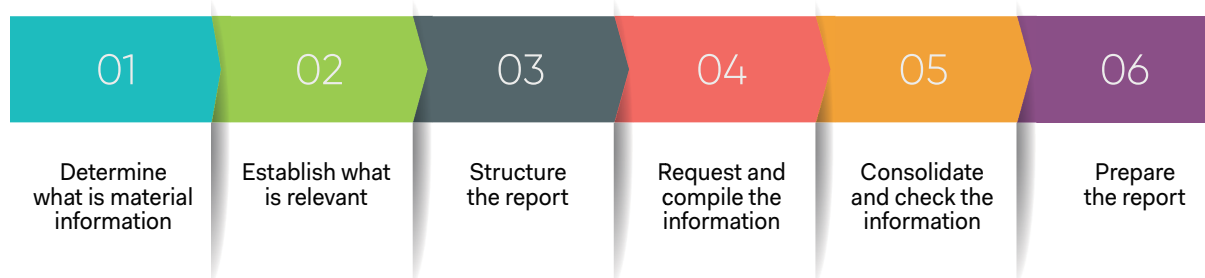 01
Determine
what is material
information
02
Establish what
is relevant
03
Structure
the report
04
Request and
compile the
information
05
Consolidate
and check the
information
06
Prepare
the report